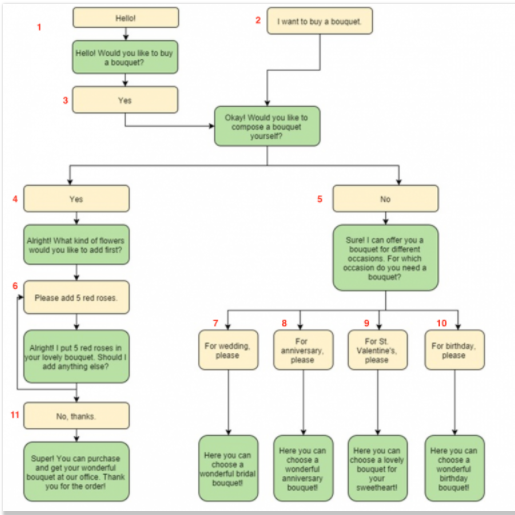 1
Hello!
2
I want to buy a bouquet.
Hello! Would you like to buy
a bouquet?
3
Yes
Okay! Would you like to
compose a bouquet
yourself?
4
Yes
5
No
Alright! What kind of flowers
would you like to add first?
Sure! I can offer you a
bouquet for different
occasions. For which
occasion do you need a
bouquet?
6
Please add 5 red roses.
Alright! I put 5 red roses in
your lovely bouquet. Should I
add anything else?
7
For wedding,
please
8
For
anniversary,
please
9
For St.
Valentine's,
please
10
For birthday,
please
11
No, thanks.
Super! You can purchase
and get your wonderful
bouquet at our office. Thank
you for the order!
Here you can
choose a
wonderful bridal
bouquet!
Here you can
choose a
wonderful
anniversary
bouquet!
Here you can
choose a lovely
bouquet for your
sweetheart!
Here you can
choose a
wonderful
birthday
bouquet!